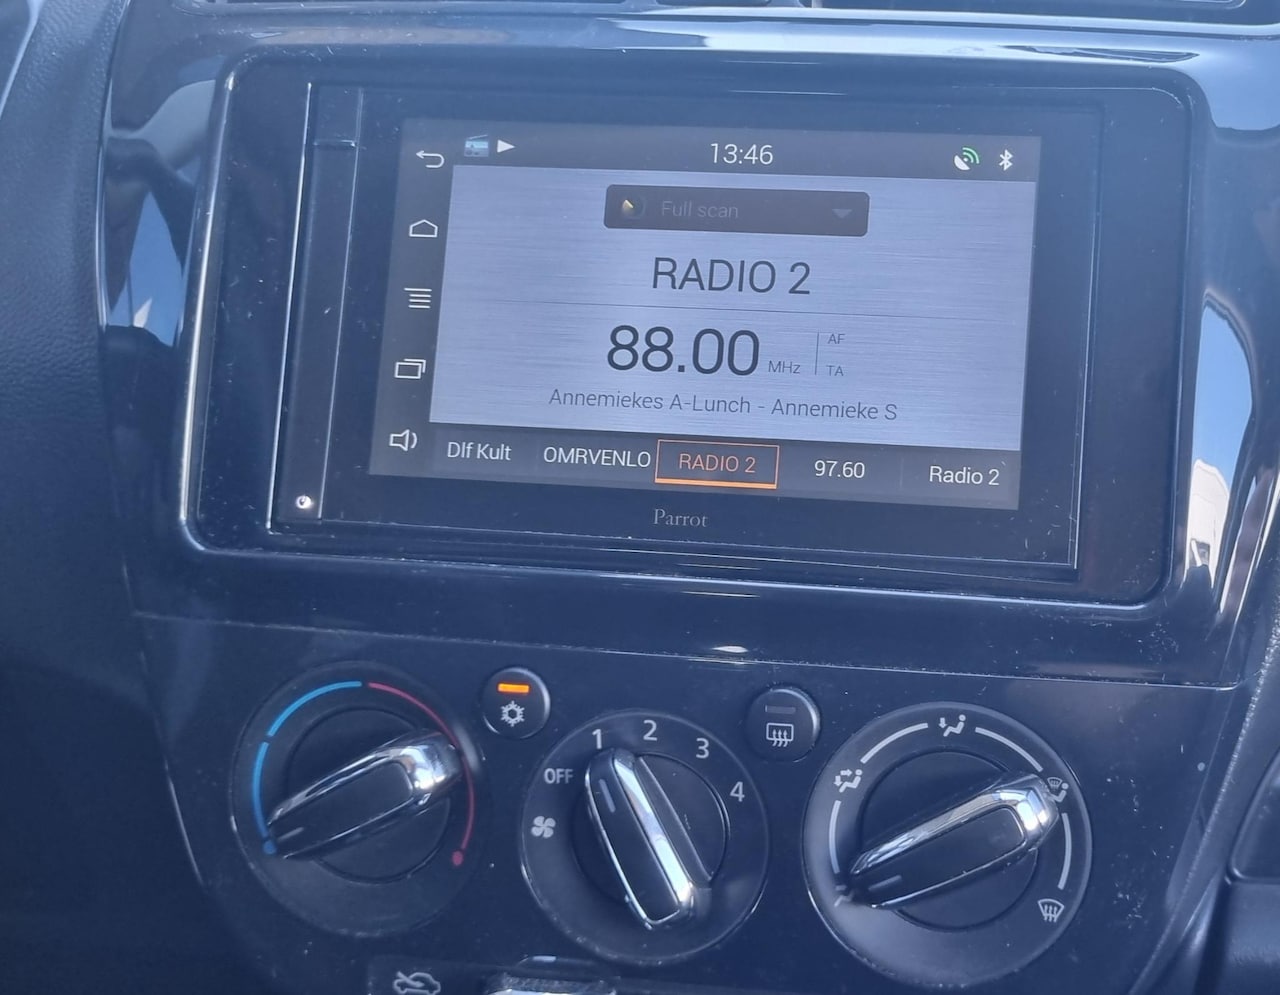 13:46
Full scan
RADIO 2
88.00 MHz AF TA
Annemiekes A-Lunch - Annemieke S
Dlf Kult OMRVENLO RADIO 2 97.60 Radio 2
Parrot
OFF 1 2 3 4